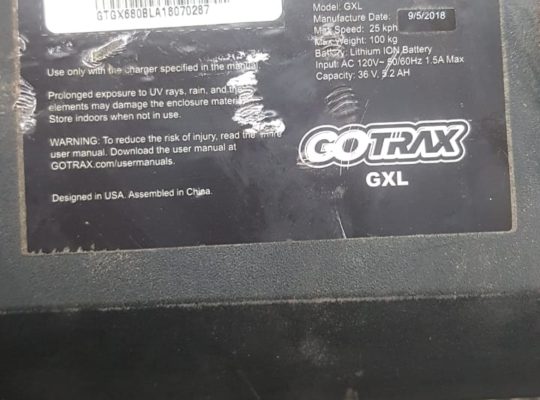 GTGX680BLA18070287
Use only with the charger specified in the manual
Prolonged exposure to UV rays, rain, and the
elements may damage the enclosure material
Store indoors when not in use.
WARNING: To reduce the risk of injury, read the
user manual. Download the user manual at
GOTRAX.com/usermanuals.
Designed in USA. Assembled in China.
Model: GXL
Manufacture Date: 9/5/2018
Max Speed: 25 kph
Max Weight: 100 kg
Battery: Lithium ION Battery
Input: AC 120V~ 50/60Hz 1.5A Max
Capacity: 36 V, 5.2 AH
GOTRAX
GXL